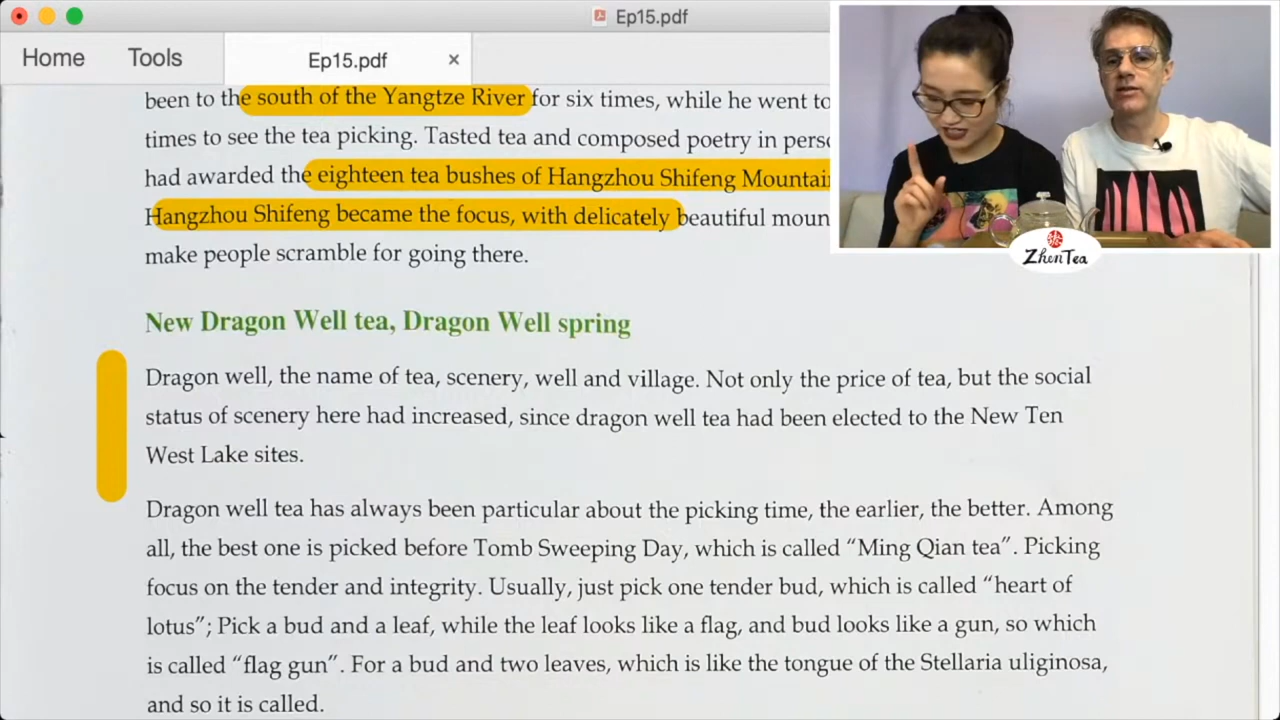 Ep15.pdf
Home
Tools
Ep15.pdf
×
been to the south of the Yangtze River for six times, while he went to
times to see the tea picking. Tasted tea and composed poetry in
had awarded the eighteen tea bushes of Hangzhou Shifeng
Hangzhou Shifeng became the focus, with delicately beautiful
make people scramble for going there.
ZhenTea
New Dragon Well tea, Dragon Well spring
Dragon well, the name of tea, scenery, well and village. Not only the price of tea, but the social
status of scenery here had increased, since dragon well tea had been elected to the New Ten
West Lake sites.
Dragon well tea has always been particular about the picking time, the earlier, the better. Among
all, the best one is picked before Tomb Sweeping Day, which is called “Ming Qian tea”. Picking
focus on the tender and integrity. Usually, just pick one tender bud, which is called “heart of
lotus”; Pick a bud and a leaf, while the leaf looks like a flag, and bud looks like a gun, so which
is called “flag gun”. For a bud and two leaves, which is like the tongue of the Stellaria uliginosa,
and so it is called.